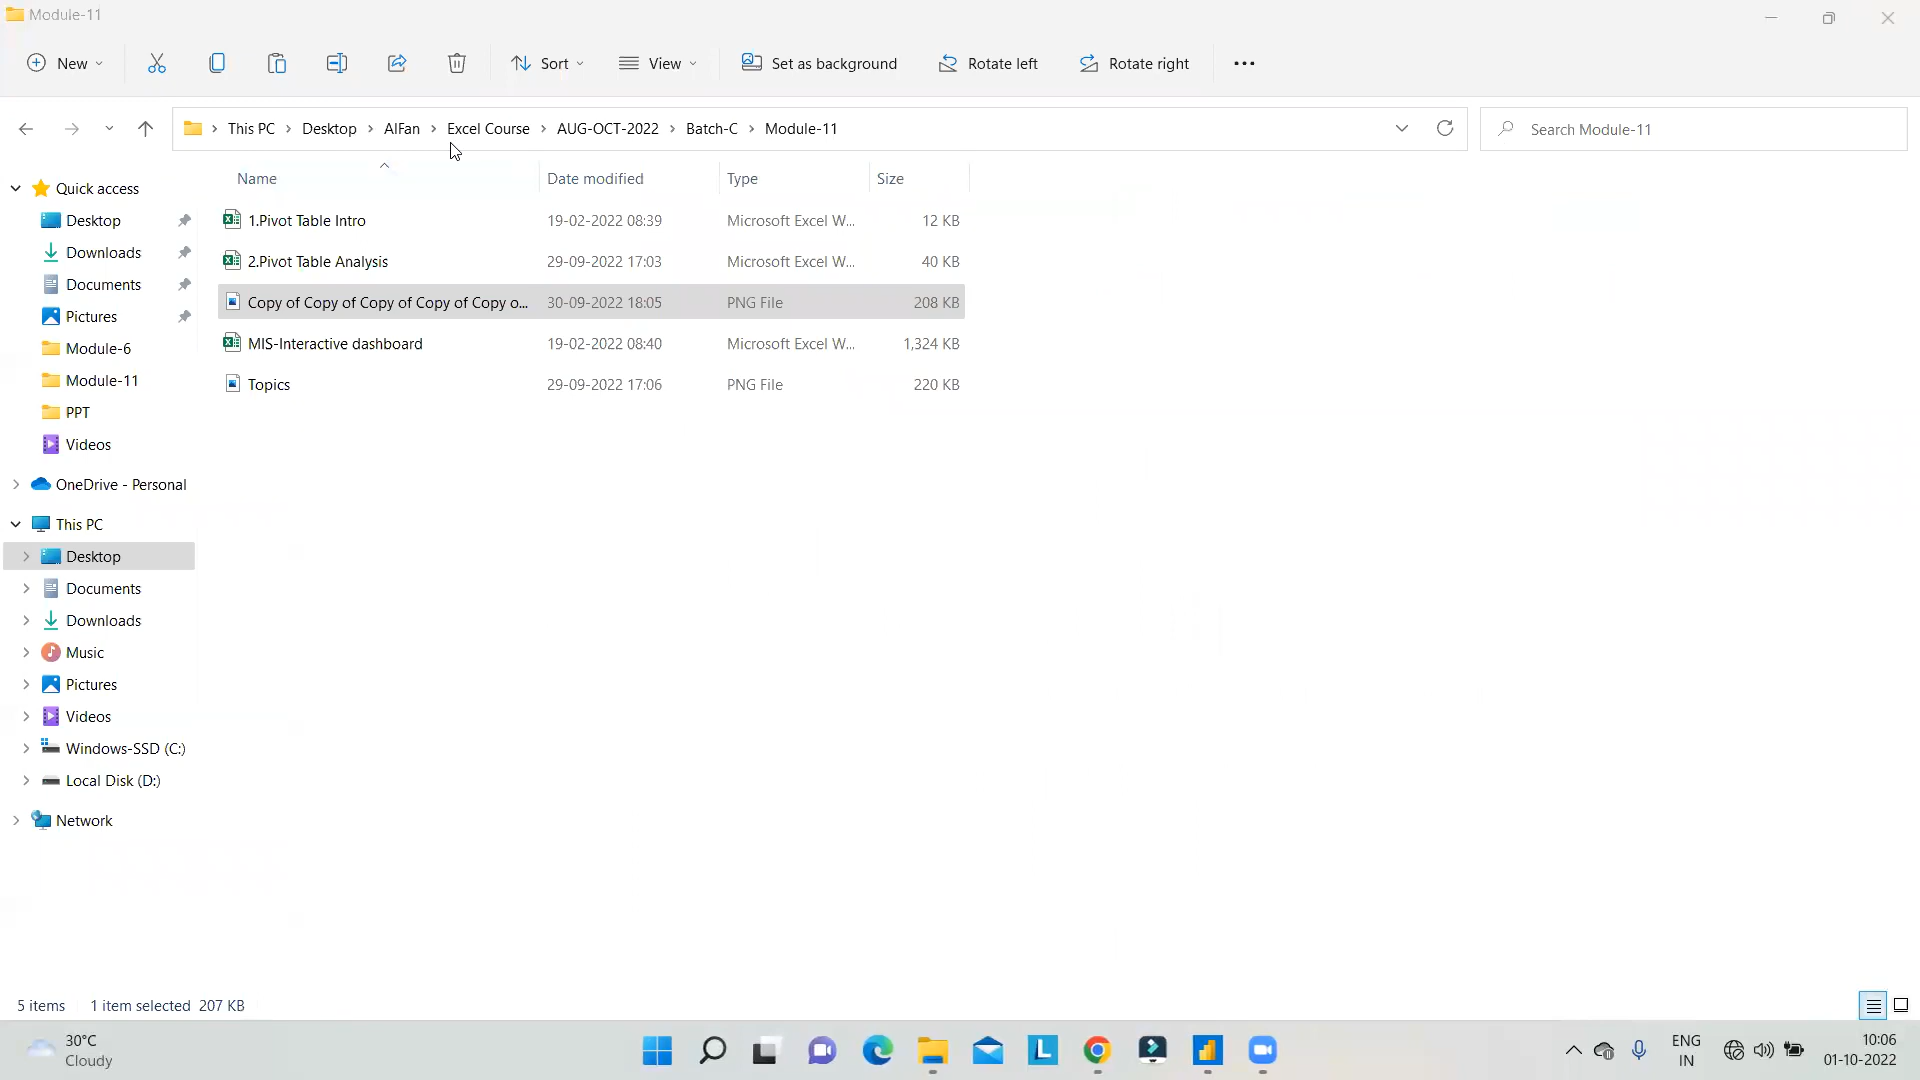 Module-11
New
Sort
View
Set as background
Rotate left
Rotate right
This PC > Desktop > AIFan > Excel Course > AUG-OCT-2022 > Batch-C > Module-11
Search Module-11
Name Date modified Type Size
1.Pivot Table Intro 19-02-2022 08:39 Microsoft Excel W... 12 KB
2.Pivot Table Analysis 29-09-2022 17:03 Microsoft Excel W... 40 KB
Copy of Copy of Copy of Copy of Copy o... 30-09-2022 18:05 PNG File 208 KB
MIS-Interactive dashboard 19-02-2022 08:40 Microsoft Excel W... 1,324 KB
Topics 29-09-2022 17:06 PNG File 220 KB
Quick access
Desktop
Downloads
Documents
Pictures
Module-6
Module-11
PPT
Videos
OneDrive - Personal
This PC
Desktop
Documents
Downloads
Music
Pictures
Videos
Windows-SSD (C:)
Local Disk (D:)
Network
5 items 1 item selected 207 KB
30°C
Cloudy
L
ENG
IN
10:06
01-10-2022